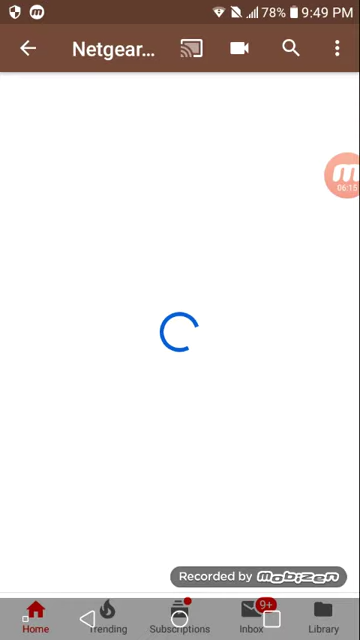 78% 9:49 PM
Netgear...
06:15
Recorded by mobizen
Home Trending Subscriptions Inbox 9+ Library